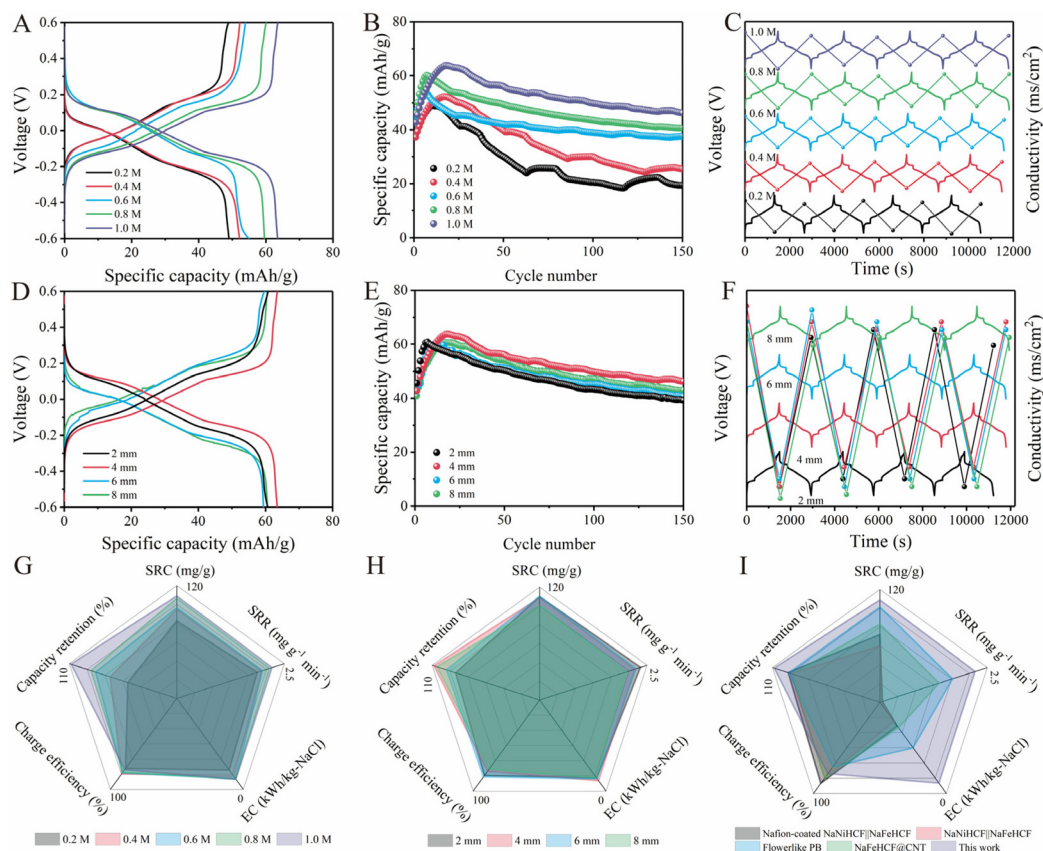 A
Voltage (V)
0.6
0.4
0.2
0.0
-0.2
-0.4
-0.6
0.2 M
0.4 M
0.6 M
0.8 M
1.0 M
0 20 40 60 80
Specific capacity (mAh/g)
B
Specific capacity (mAh/g)
80
60
40
20
0
0.2 M
0.4 M
0.6 M
0.8 M
1.0 M
0 50 100 150
Cycle number
C
Voltage (V)
1.0 M
0.8 M
0.6 M
0.4 M
0.2 M
Conductivity (ms/cm²)
0 2000 4000 6000 8000 10000 12000
Time (s)
D
Voltage (V)
0.6
0.4
0.2
0.0
-0.2
-0.4
-0.6
2 mm
4 mm
6 mm
8 mm
0 20 40 60 80
Specific capacity (mAh/g)
E
Specific capacity (mAh/g)
80
60
40
20
0
2 mm
4 mm
6 mm
8 mm
0 50 100 150
Cycle number
F
Voltage (V)
8 mm
6 mm
4 mm
2 mm
Conductivity (ms/cm²)
0 2000 4000 6000 8000 10000 12000
Time (s)
G
SRC (mg/g)
120
SRR (mg g⁻¹ min⁻¹)
2.5
EC (kWh/kg-NaCl)
0
Charge efficiency (%)
100
Capacity retention (%)
110
0.2 M 0.4 M 0.6 M 0.8 M 1.0 M
H
SRC (mg/g)
120
SRR (mg g⁻¹ min⁻¹)
2.5
EC (kWh/kg-NaCl)
0
Charge efficiency (%)
100
Capacity retention (%)
110
2 mm 4 mm 6 mm 8 mm
I
SRC (mg/g)
120
SRR (mg g⁻¹ min⁻¹)
2.5
EC (kWh/kg-NaCl)
0
Charge efficiency (%)
100
Capacity retention (%)
110
Nafion-coated NaNiHCF||NaFeHCF NaNiHCF||NaFeHCF
Flowerlike PB NaFeHCF@CNT This work